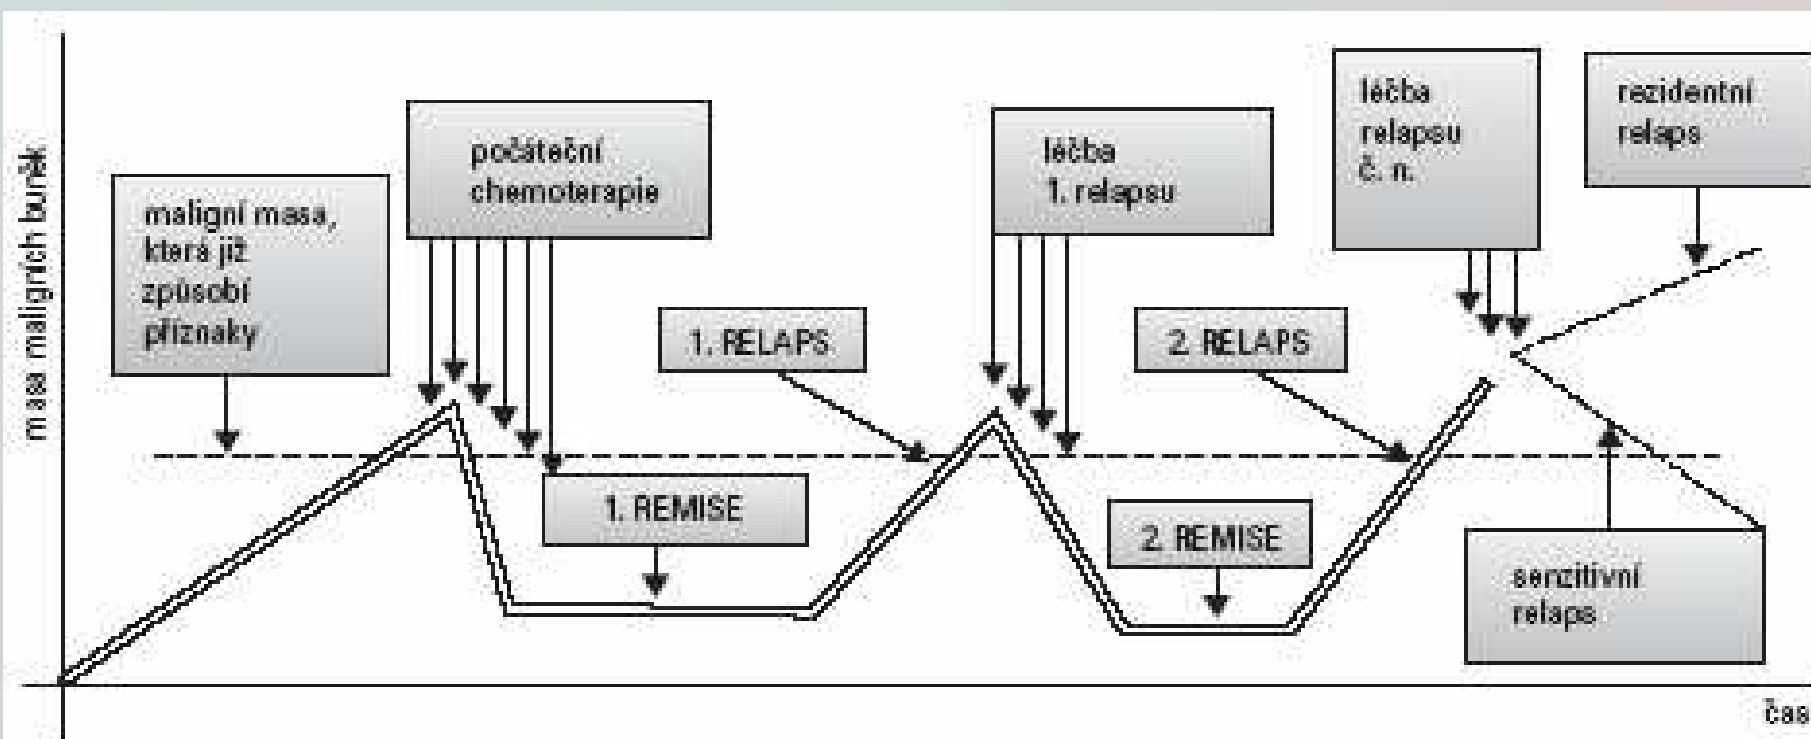 masa maligních buněk
maligní masa,
která již
způsobí
příznaky
počáteční
chemoterapie
1. RELAPS
1. REMISE
léčba
1. relapsu
2. RELAPS
2. REMISE
léčba
relapsu
č. n.
rezidentní
relaps
senzitivní
relaps
čas